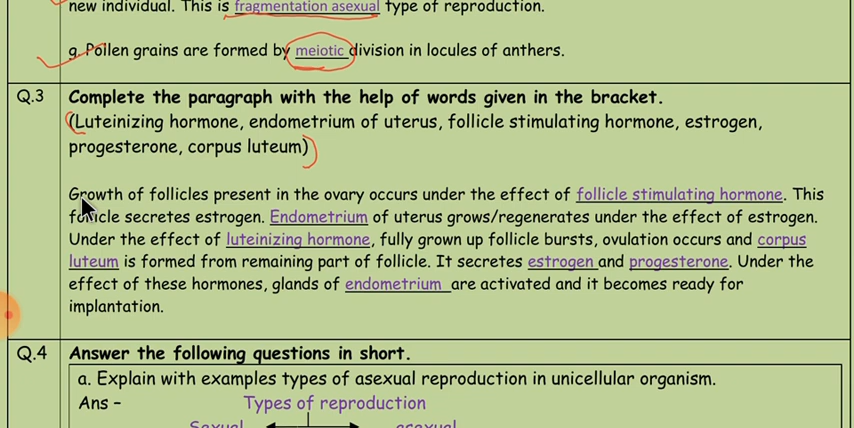 new individual. This is fragmentation asexual type of reproduction.
g. Pollen grains are formed by meiotic division in locules of anthers.
Q.3 Complete the paragraph with the help of words given in the bracket.
(Luteinizing hormone, endometrium of uterus, follicle stimulating hormone, estrogen,
progesterone, corpus luteum)
Growth of follicles present in the ovary occurs under the effect of follicle stimulating hormone. This
follicle secretes estrogen. Endometrium of uterus grows/regenerates under the effect of estrogen.
Under the effect of luteinizing hormone, fully grown up follicle bursts, ovulation occurs and corpus
luteum is formed from remaining part of follicle. It secretes estrogen and progesterone. Under the
effect of these hormones, glands of endometrium are activated and it becomes ready for
implantation.
Q.4 Answer the following questions in short.
a. Explain with examples types of asexual reproduction in unicellular organism.
Ans – Types of reproduction
Sexual asexual